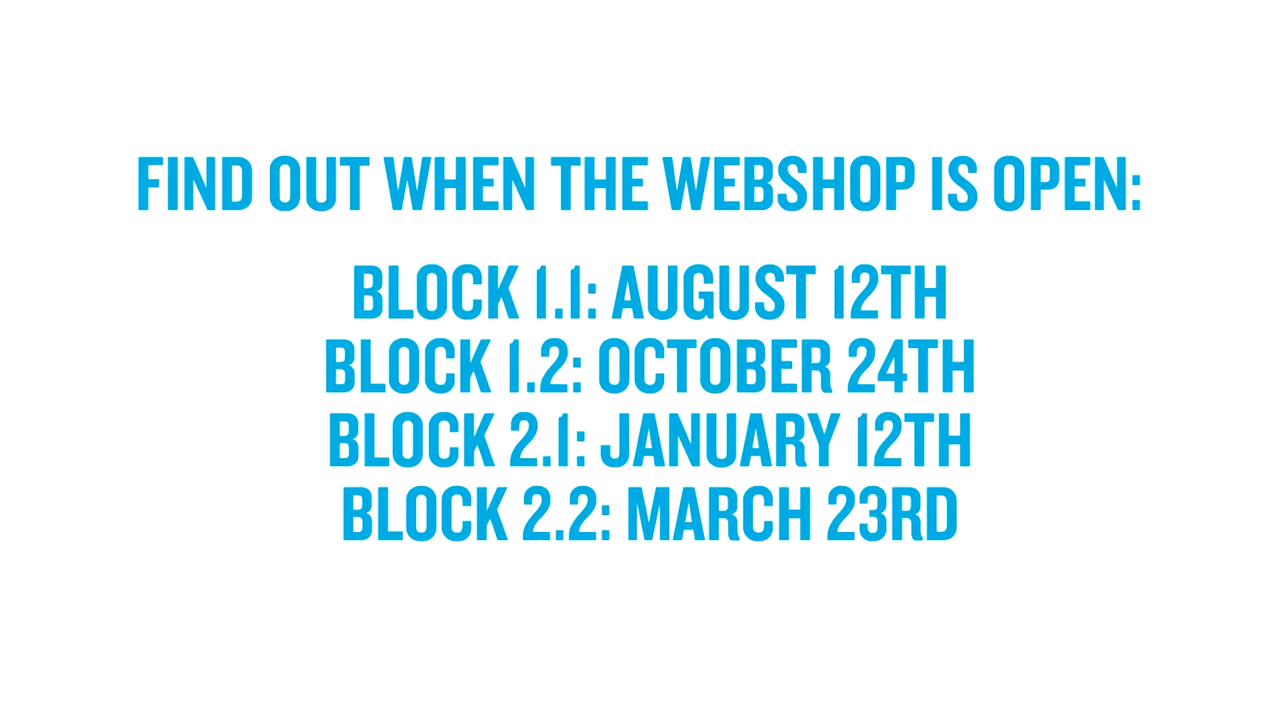 FIND OUT WHEN THE WEBSHOP IS OPEN:
BLOCK 1.1: AUGUST 12TH
BLOCK 1.2: OCTOBER 24TH
BLOCK 2.1: JANUARY 12TH
BLOCK 2.2: MARCH 23RD